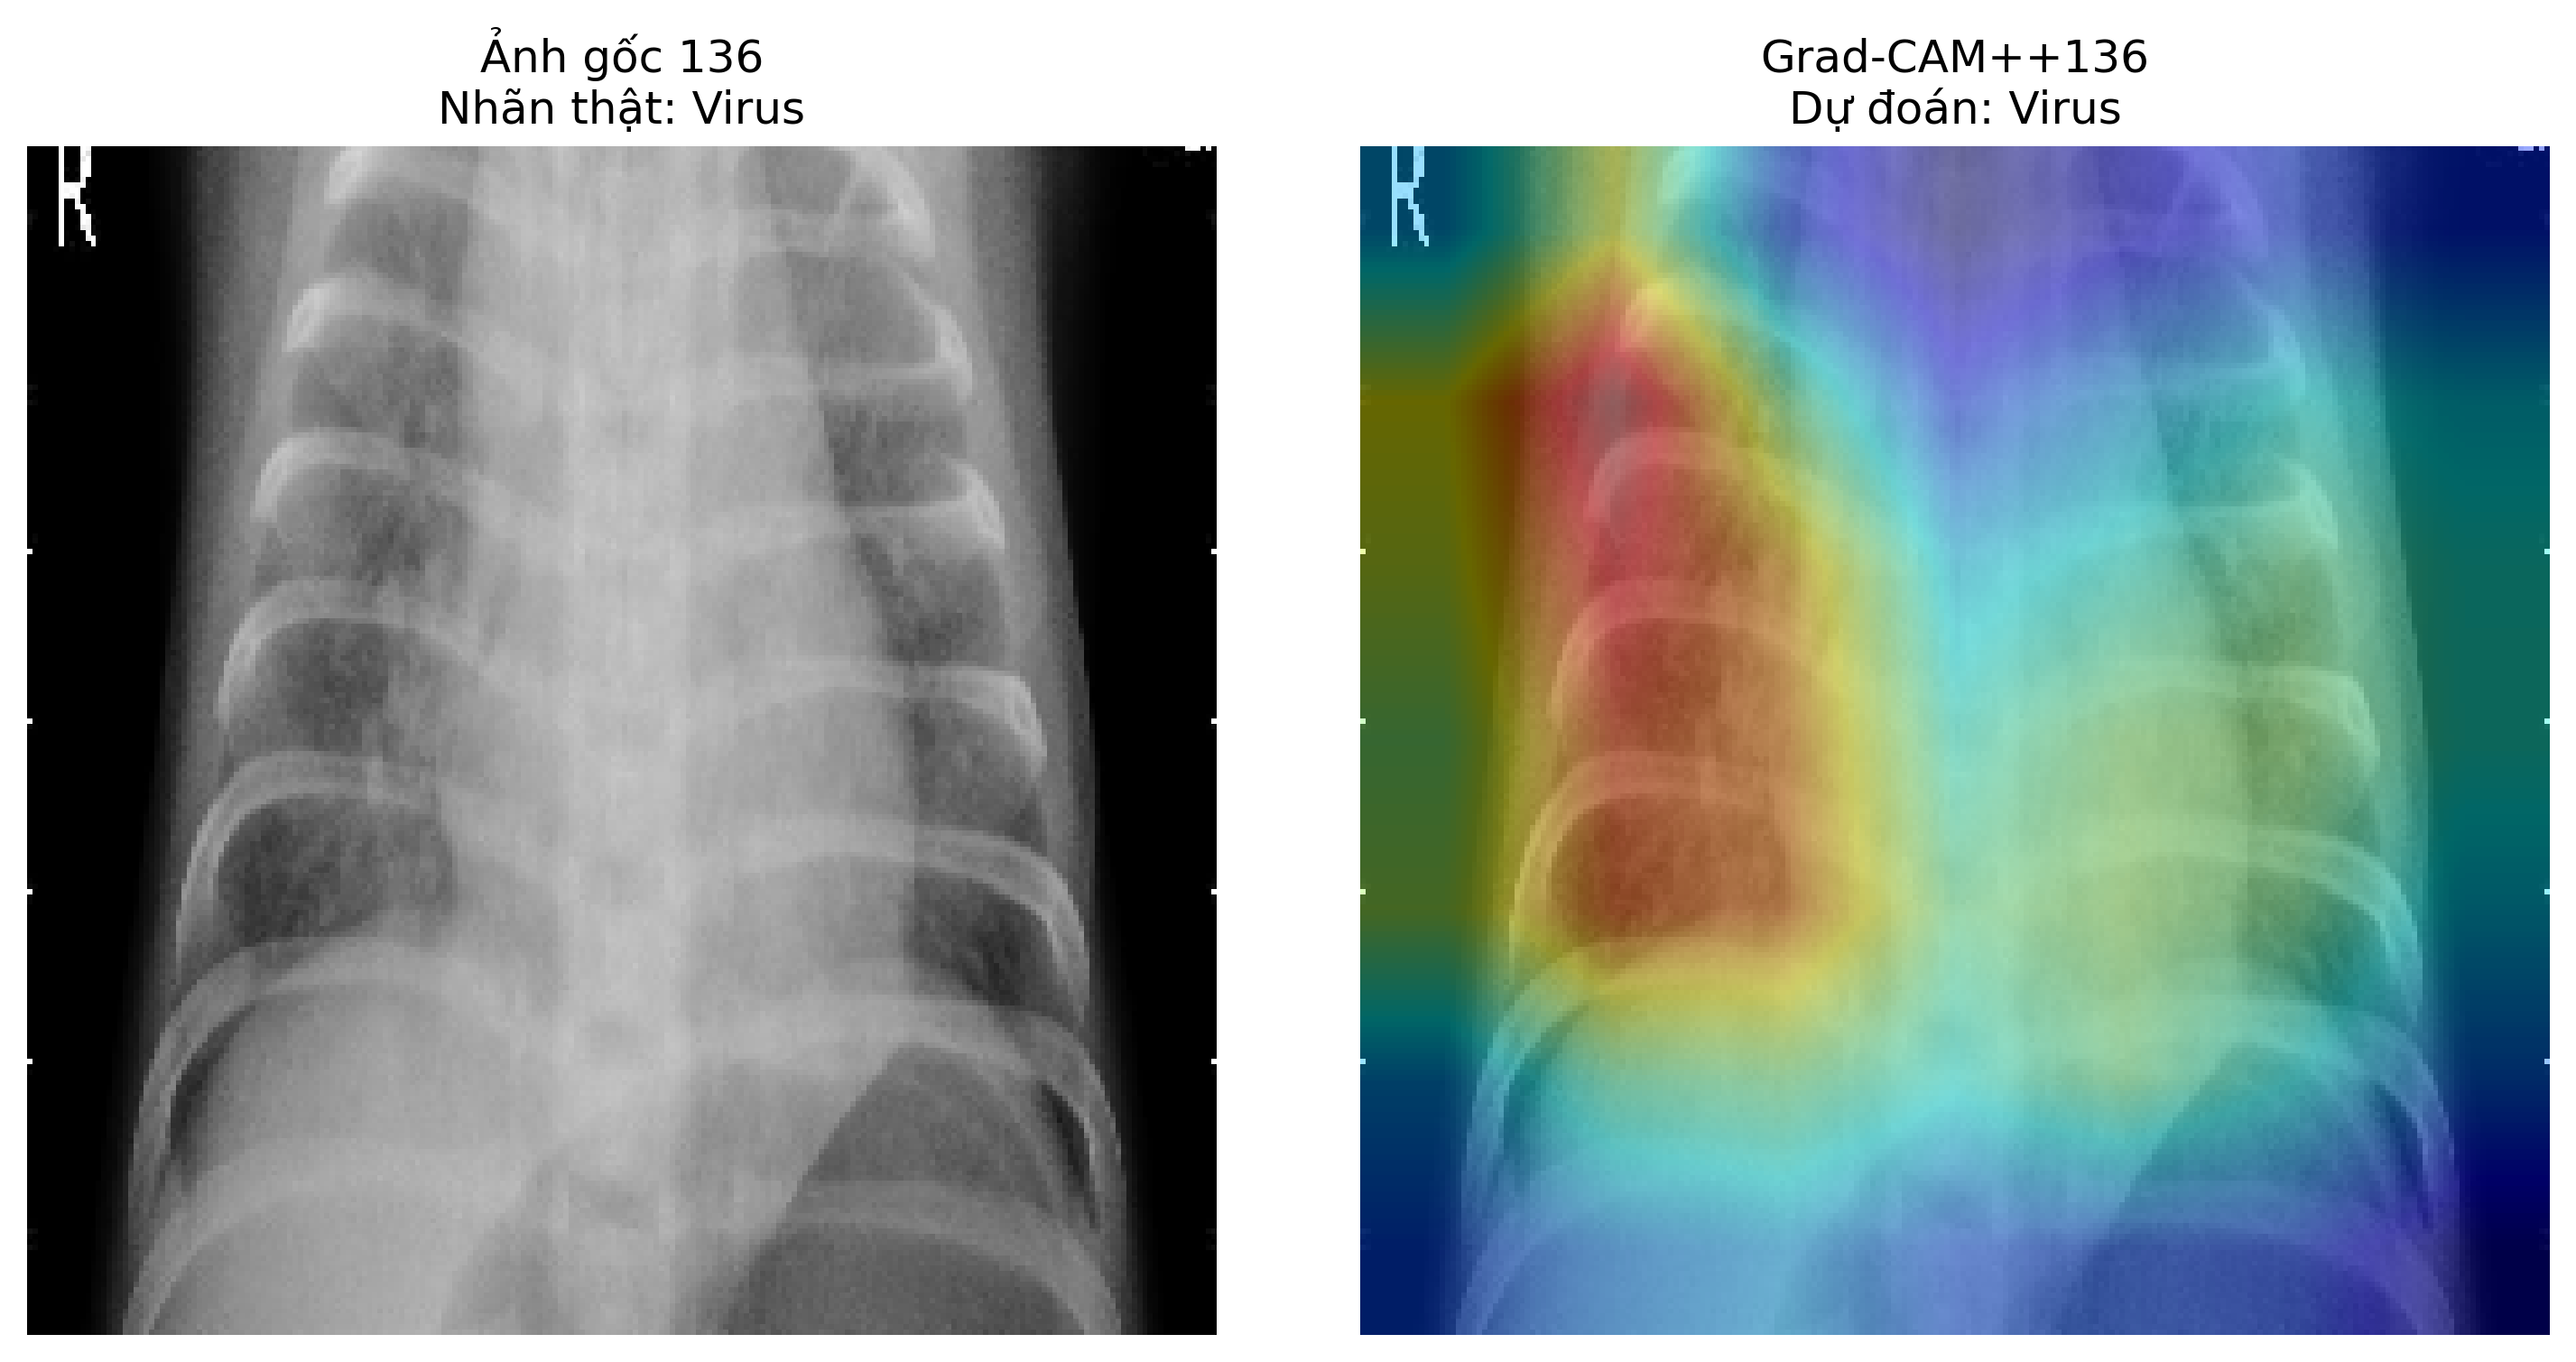 Ảnh gốc 136
Nhãn thật: Virus
Grad-CAM++136
Dự đoán: Virus
R
R